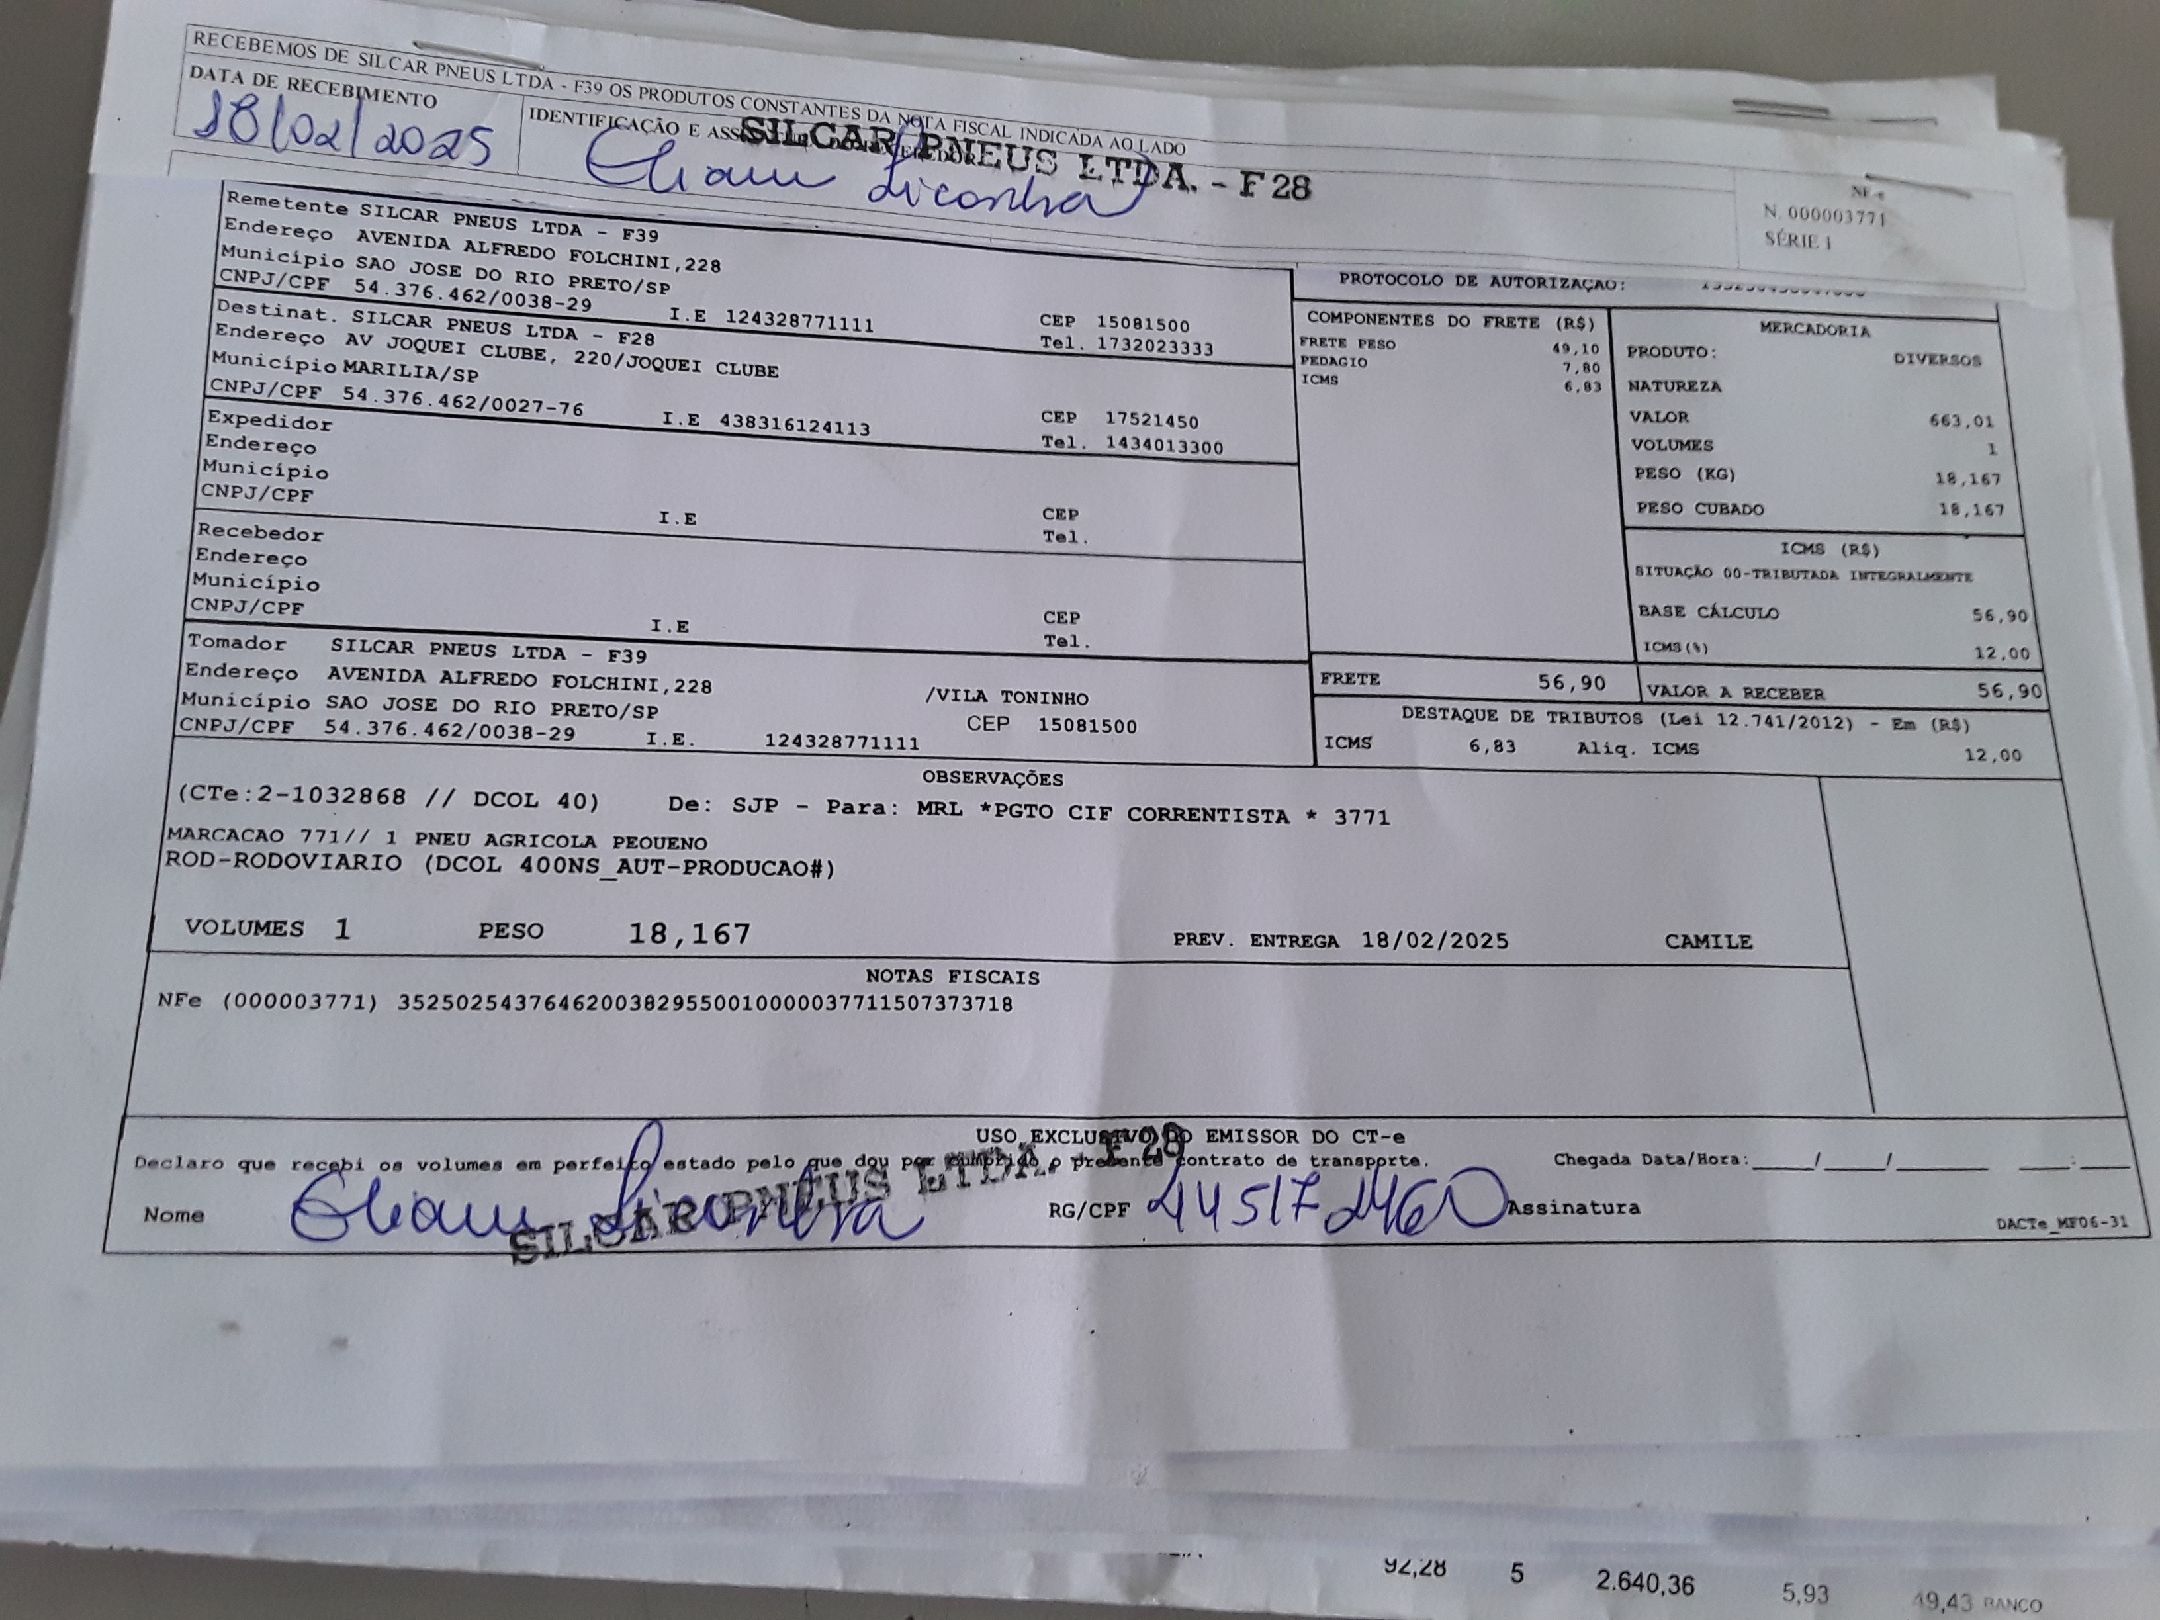 RECEBEMOS DE SILCAR PNEUS LTDA - F39 OS PRODUTOS CONSTANTES DA NOTA FISCAL INDICADA AO LADO
DATA DE RECEBIMENTO
18/02/2025
IDENTIFICAÇÃO E
SILCAR PNEUS LTDA. - F 28
NF-e
N. 000003771
SÉRIE 1
Remetente SILCAR PNEUS LTDA - F39
Endereço AVENIDA ALFREDO FOLCHINI,228
Município SAO JOSE DO RIO PRETO/SP
CNPJ/CPF 54.376.462/0038-29 I.E 124328771111
CEP 15081500
Tel. 1732023333
Destinat. SILCAR PNEUS LTDA - F28
Endereço AV JOQUEI CLUBE, 220/JOQUEI CLUBE
Município MARILIA/SP
CNPJ/CPF 54.376.462/0027-76 I.E 438316124113
CEP 17521450
Tel. 1434013300
Expedidor
Endereço
Município
CNPJ/CPF I.E
CEP
Tel.
Recebedor
Endereço
Município
CNPJ/CPF I.E
CEP
Tel.
Tomador SILCAR PNEUS LTDA - F39
Endereço AVENIDA ALFREDO FOLCHINI,228 /VILA TONINHO
Município SAO JOSE DO RIO PRETO/SP CEP 15081500
CNPJ/CPF 54.376.462/0038-29 I.E. 124328771111
PROTOCOLO DE AUTORIZAÇAO:
COMPONENTES DO FRETE (R$)
FRETE PESO 49,10
PEDAGIO 7,80
ICMS 6,83
MERCADORIA
PRODUTO: DIVERSOS
NATUREZA
VALOR 663,01
VOLUMES 1
PESO (KG) 18,167
PESO CUBADO 18,167
ICMS (R$)
SITUAÇÃO 00-TRIBUTADA INTEGRALMENTE
BASE CÁLCULO 56,90
ICMS(%) 12,00
FRETE 56,90
VALOR A RECEBER 56,90
DESTAQUE DE TRIBUTOS (Lei 12.741/2012) - Em (R$)
ICMS 6,83 Aliq. ICMS 12,00
OBSERVAÇÕES
(CTe:2-1032868 // DCOL 40) De: SJP - Para: MRL *PGTO CIF CORRENTISTA * 3771
MARCACAO 771// 1 PNEU AGRICOLA PEQUENO
ROD-RODOVIARIO (DCOL 400NS_AUT-PRODUCAO#)
VOLUMES 1 PESO 18,167 PREV. ENTREGA 18/02/2025 CAMILE
NOTAS FISCAIS
NFe (000003771) 35250254376462003829550010000037711507373718
USO EXCLUSIVO DO EMISSOR DO CT-e
Declaro que recebi os volumes em perfeito estado pelo que dou por cumprido o presente contrato de transporte. Chegada Data/Hora:____/____/____ ____:____
SILCAR PNEUS LTDA. F 28
Nome RG/CPF Assinatura
DACTe_MF06-31
92,28 5 2.640,36 5,93 49,43 BANCO